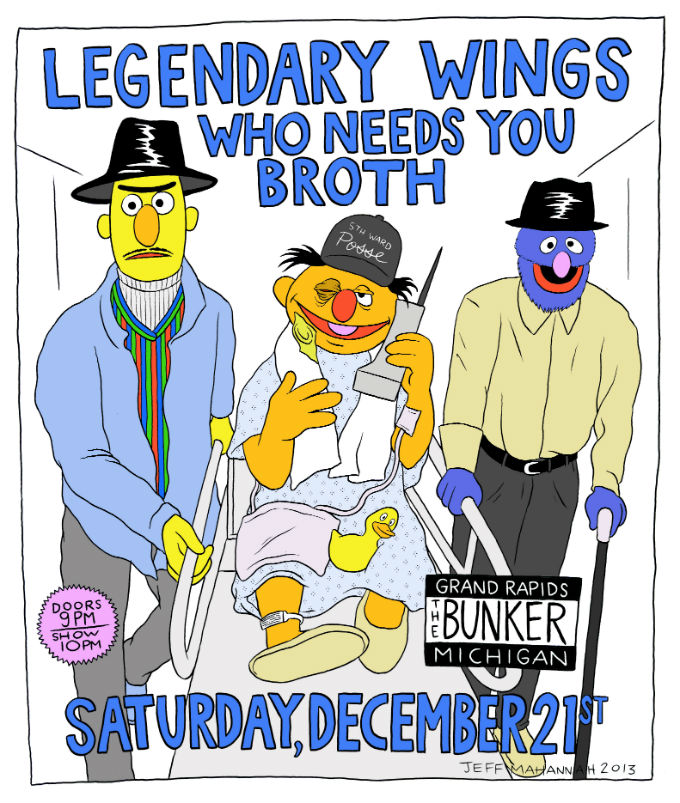 LEGENDARY WINGS
WHO NEEDS YOU
BROTH
5TH WARD
Posse
DOORS
9PM
SHOW
10PM
GRAND RAPIDS
THE BUNKER
MICHIGAN
SATURDAY, DECEMBER 21ST
JEFF MAHANNAH 2013